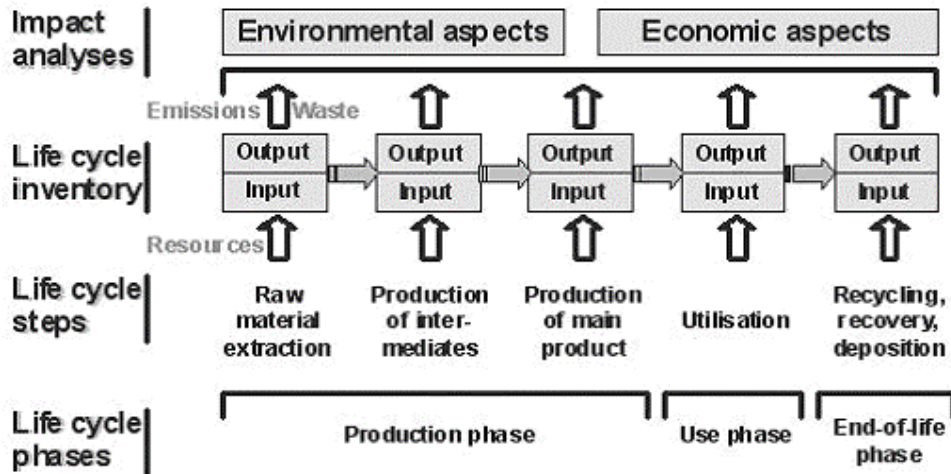 Impact
analyses
Environmental aspects
Economic aspects
Emissions
Waste
Life cycle
inventory
Output
Input
Output
Input
Output
Input
Output
Input
Output
Input
Resources
Life cycle
steps
Raw
material
extraction
Production
of inter-
mediates
Production
of main
product
Utilisation
Recycling,
recovery,
deposition
Life cycle
phases
Production phase
Use phase
End-of-life
phase